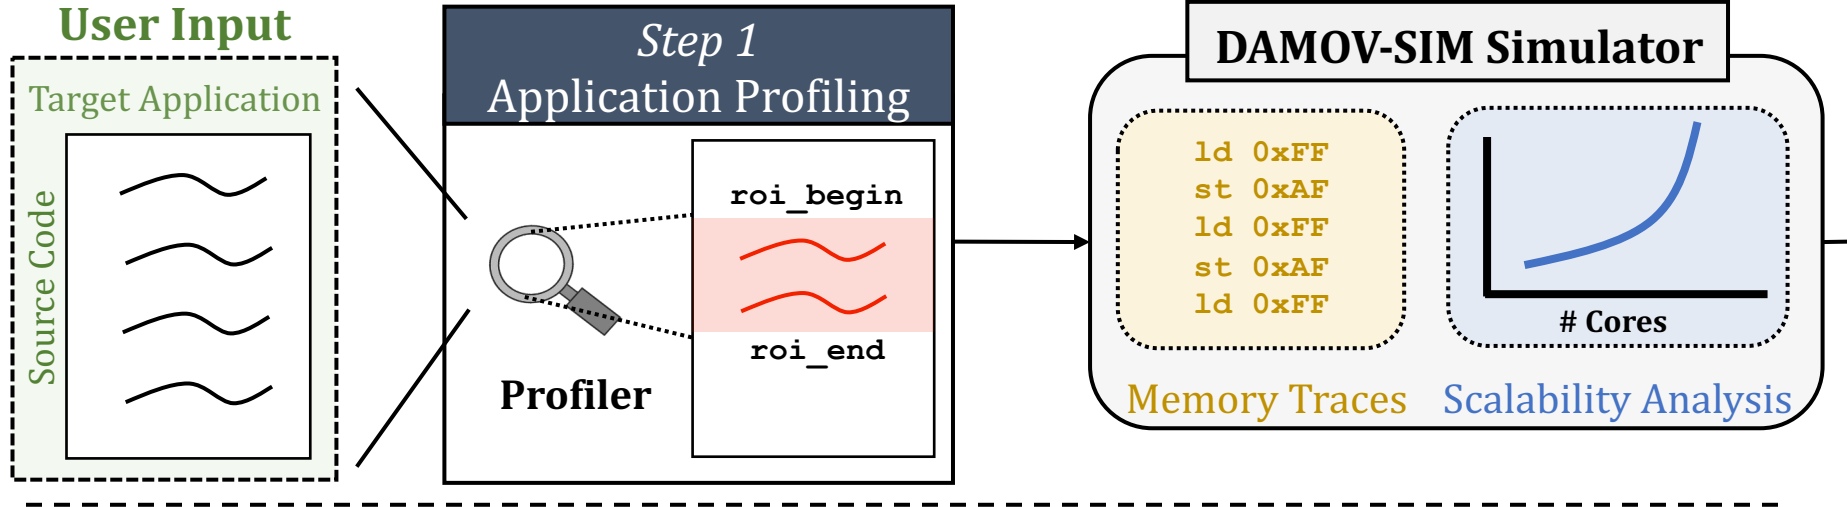 User Input
Target Application
Source Code
Step 1
Application Profiling
roi_begin
roi_end
Profiler
DAMOV-SIM Simulator
ld 0xFF
st 0xAF
ld 0xFF
st 0xAF
ld 0xFF
Memory Traces
# Cores
Scalability Analysis